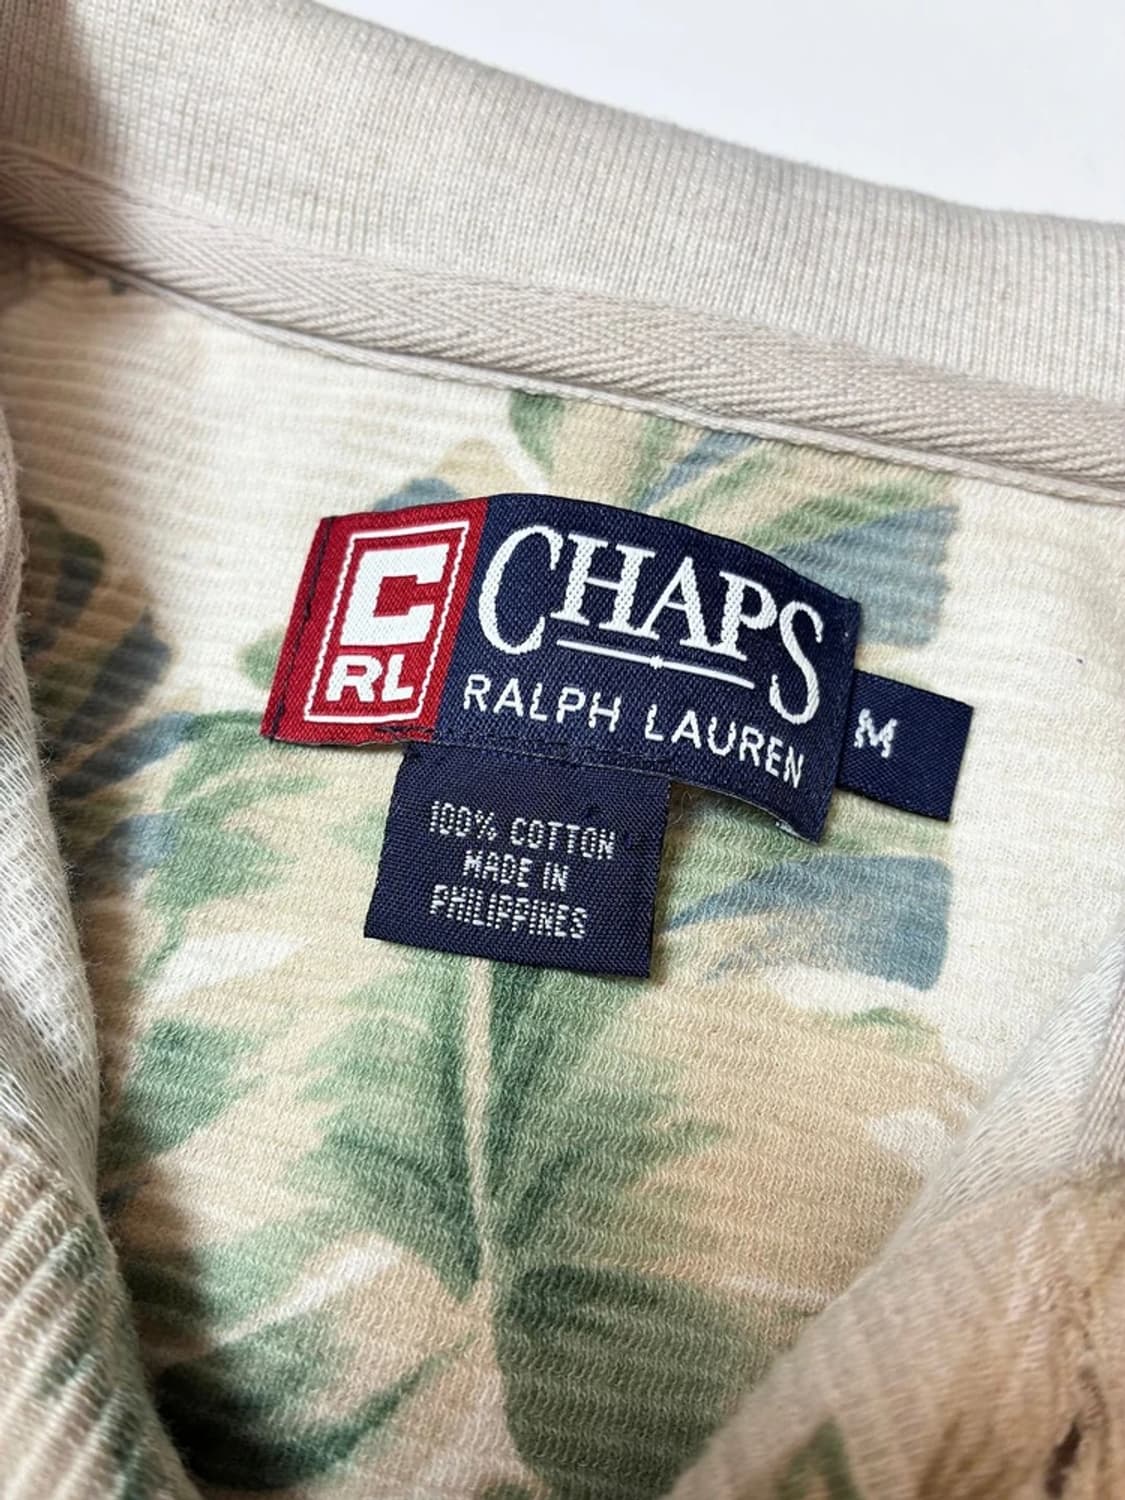 C
RL
CHAPS
RALPH LAUREN
M
100% COTTON
MADE IN
PHILIPPINES